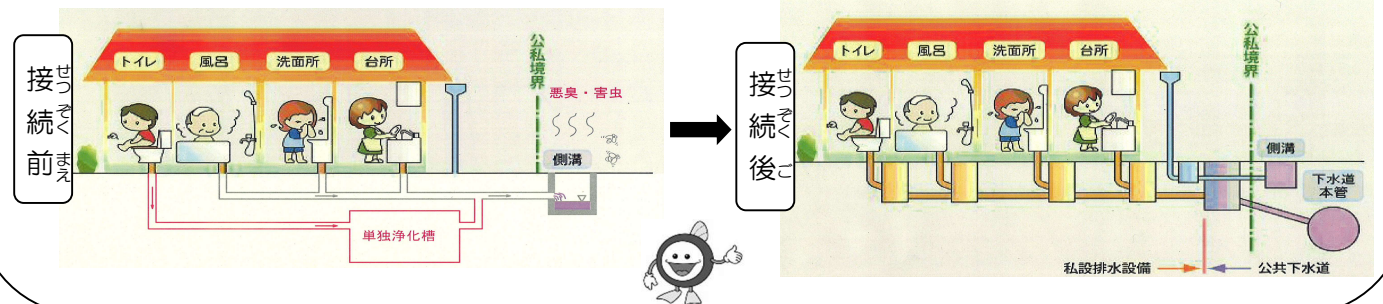 接続前
せつぞくまえ
トイレ
風呂
洗面所
台所
公私境界
悪臭・害虫
側溝
単独浄化槽
接続後
せつぞくご
トイレ
風呂
洗面所
台所
公私境界
側溝
下水道
本管
私設排水設備
公共下水道